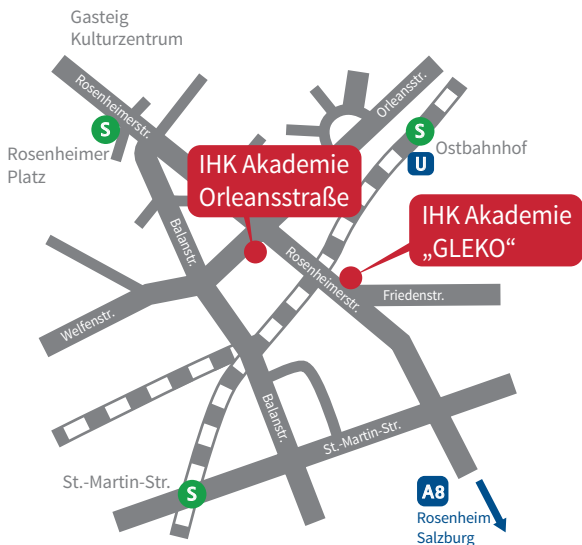 Gasteig
Kulturzentrum
Rosenheimerstr.
Orleansstr.
S
Rosenheimer
Platz
S
Ostbahnhof
U
IHK Akademie
Orleansstraße
IHK Akademie
„GLEKO“
Balanstr.
Rosenheimerstr.
Friedenstr.
Welfenstr.
Balanstr.
St.-Martin-Str.
St.-Martin-Str.
S
A8
Rosenheim
Salzburg